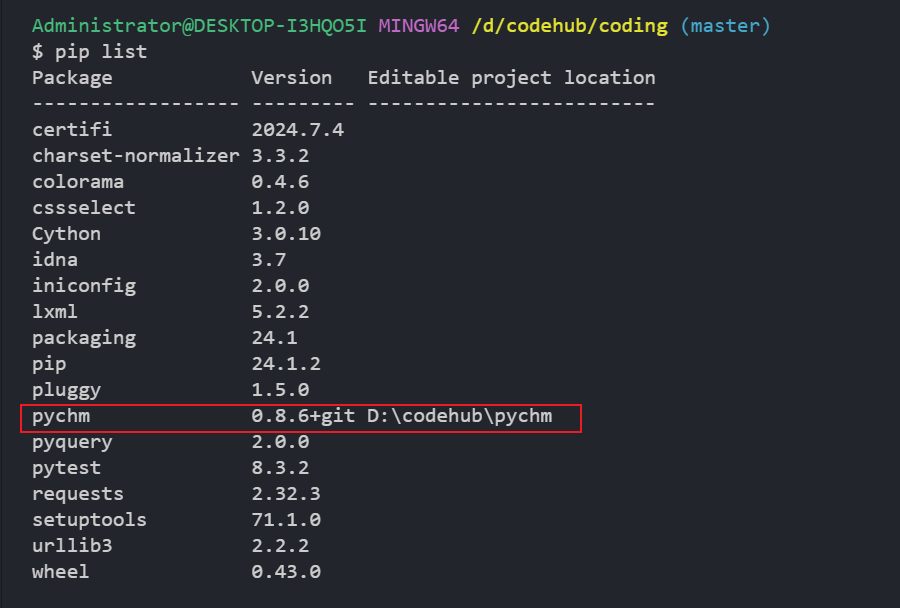 Administrator@DESKTOP-I3HQO5I MINGW64 /d/codehub/coding (master)
$ pip list
Package            Version   Editable project location
------------------ --------- -------------------------
certifi            2024.7.4
charset-normalizer 3.3.2
colorama           0.4.6
cssselect          1.2.0
Cython             3.0.10
idna               3.7
iniconfig          2.0.0
lxml               5.2.2
packaging          24.1
pip                24.1.2
pluggy             1.5.0
pychm              0.8.6+git D:\codehub\pychm
pyquery            2.0.0
pytest             8.3.2
requests           2.32.3
setuptools         71.1.0
urllib3            2.2.2
wheel              0.43.0